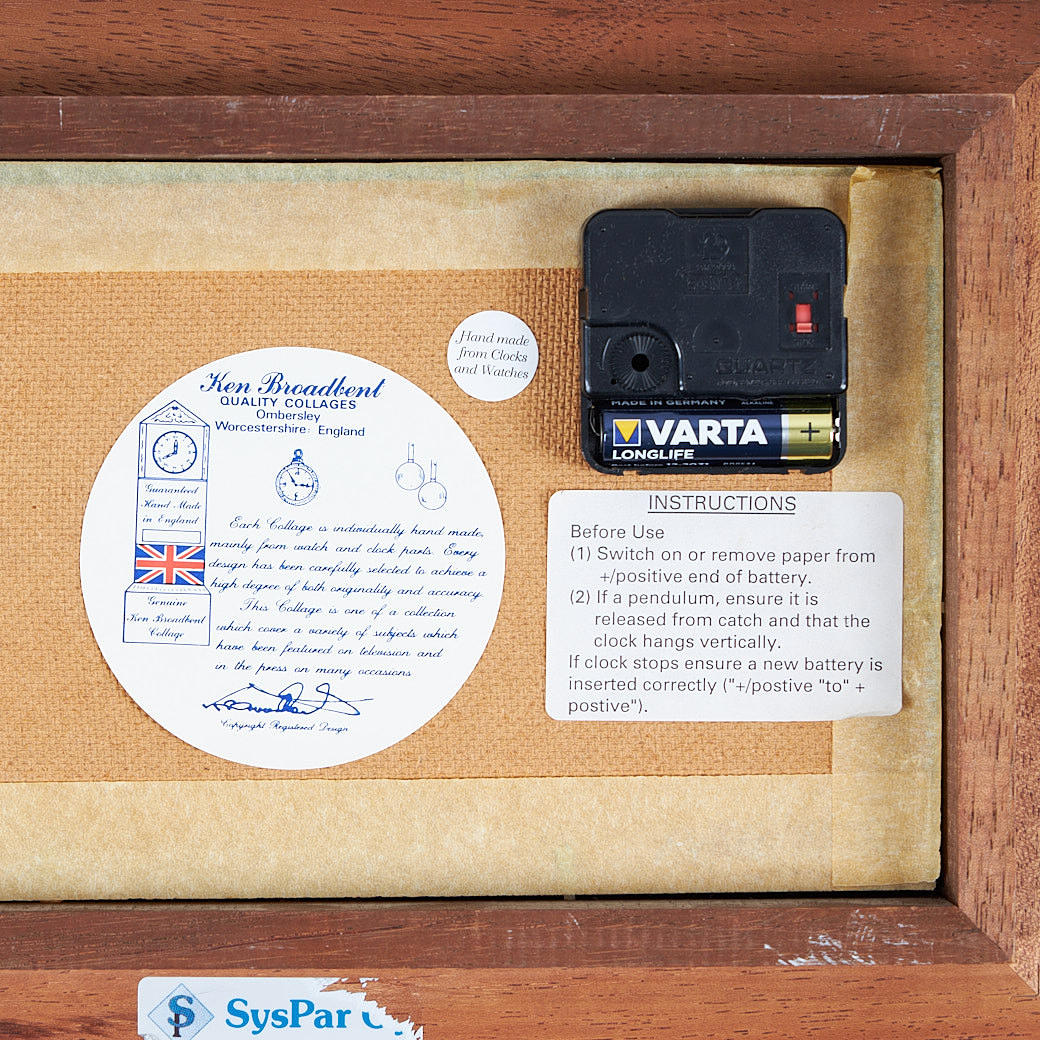 Hand made
from Clocks
and Watches
Ken Broadbent
QUALITY COLLAGES
Ombersley
Worcestershire: England
Guaranteed
Hand Made
in England
Genuine
Ken Broadbent
Collage
Each Collage is individually hand made,
mainly from watch and clock parts. Every
design has been carefully selected to achieve a
high degree of both originality and accuracy.
This Collage is one of a collection
which cover a variety of subjects which
have been featured on television and
in the press on many occasions
Copyright Registered Design
QUARTZ
MADE IN GERMANY
ALKALINE
VARTA
+
LONGLIFE
INSTRUCTIONS
Before Use
(1) Switch on or remove paper from
+/positive end of battery.
(2) If a pendulum, ensure it is
released from catch and that the
clock hangs vertically.
If clock stops ensure a new battery is
inserted correctly ("+/postive "to" +
postive").
SysPar